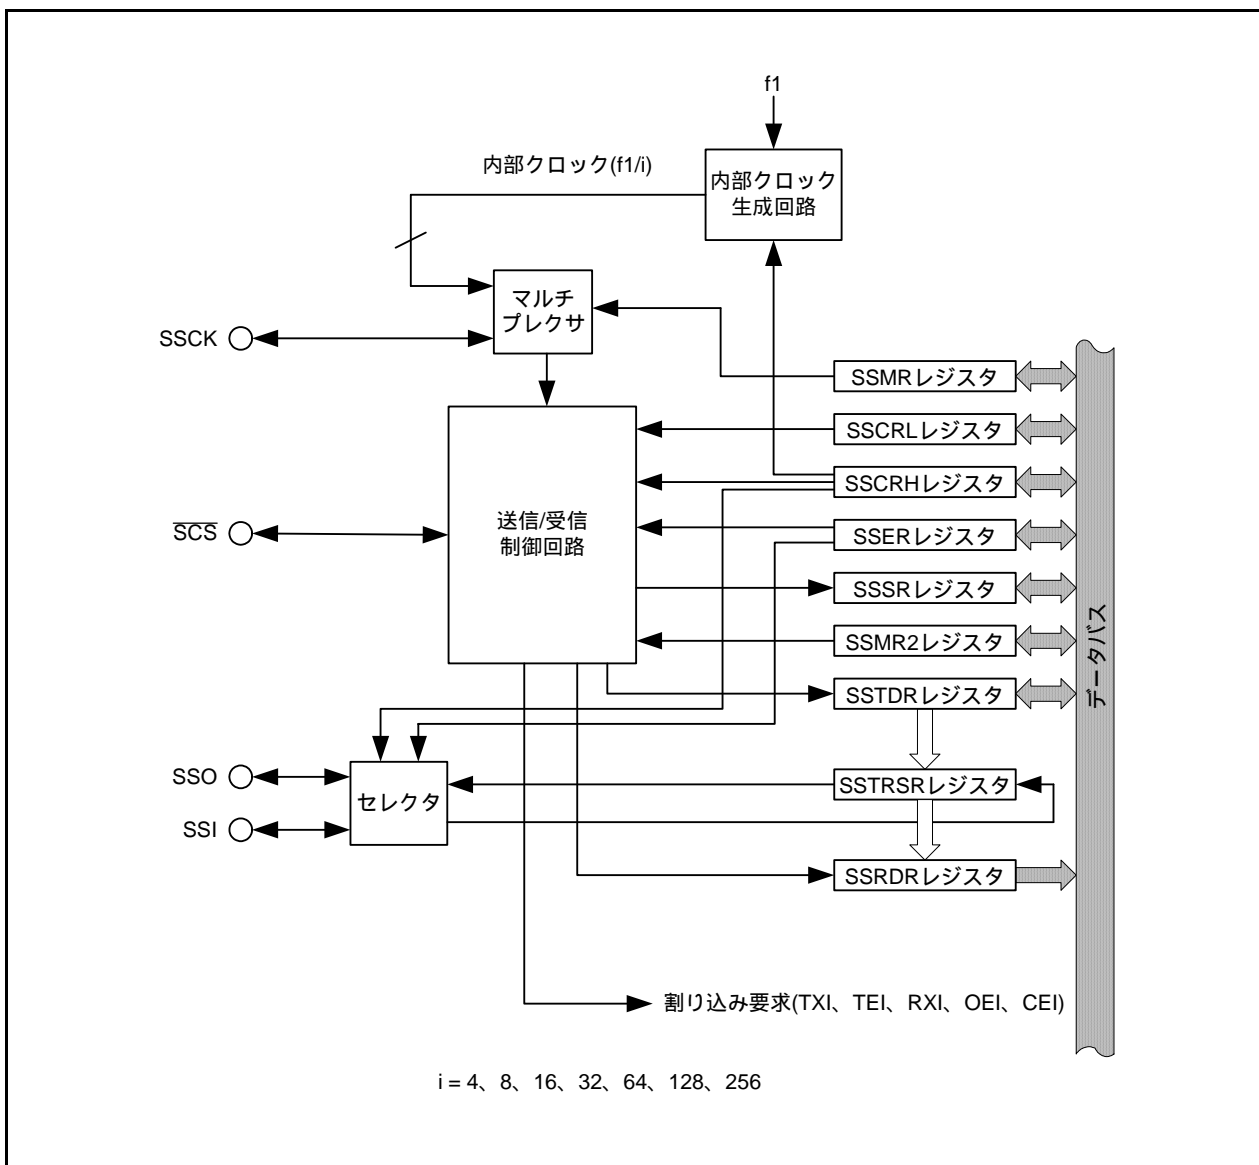 f1
内部クロック(f1/i)
内部クロック
生成回路
マルチ
プレクサ
SSCK
SSMRレジスタ
SSCRLレジスタ
SSCRHレジスタ
SCS
送信/受信
制御回路
SSERレジスタ
SSSRレジスタ
SSMR2レジスタ
データバス
SSTDRレジスタ
SSO
SSTRSRレジスタ
セレクタ
SSI
SSRDRレジスタ
割り込み要求(TXI、TEI、RXI、OEI、CEI)
i = 4、8、16、32、64、128、256